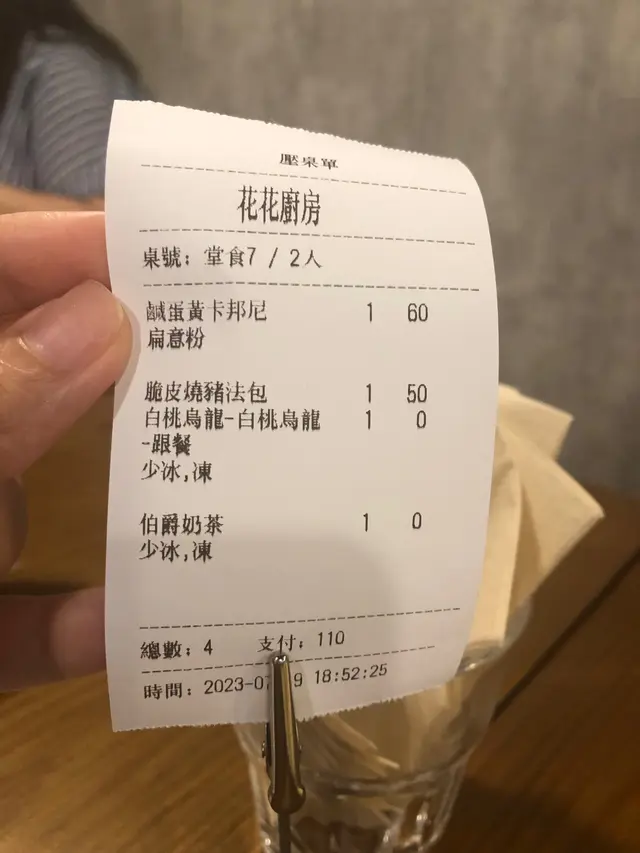 壓桌單
花花廚房
桌號：堂食7 / 2人
鹹蛋黃卡邦尼 1 60
扁意粉
脆皮燒豬法包 1 50
白桃烏龍-白桃烏龍 1 0
-跟餐
少冰,凍
伯爵奶茶 1 0
少冰,凍
總數：4 支付：110
時間：2023-0 9 18:52:25